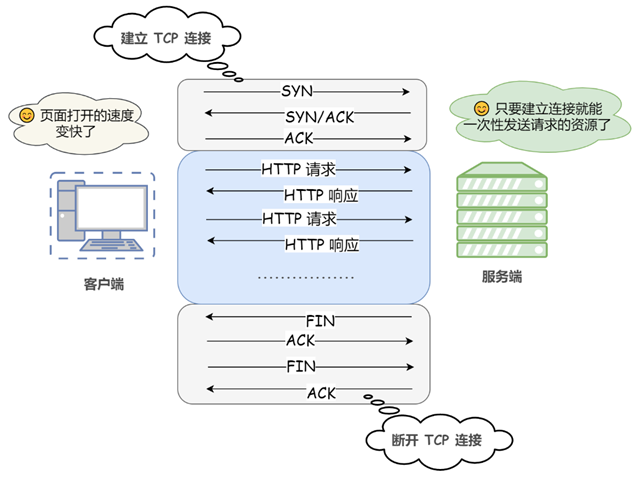 建立 TCP 连接
😊 页面打开的速度
变快了
😊 只要建立连接就能
一次性发送请求的资源了
SYN
SYN/ACK
ACK
HTTP 请求
HTTP 响应
HTTP 请求
HTTP 响应
................
客户端
服务端
FIN
ACK
FIN
ACK
断开 TCP 连接